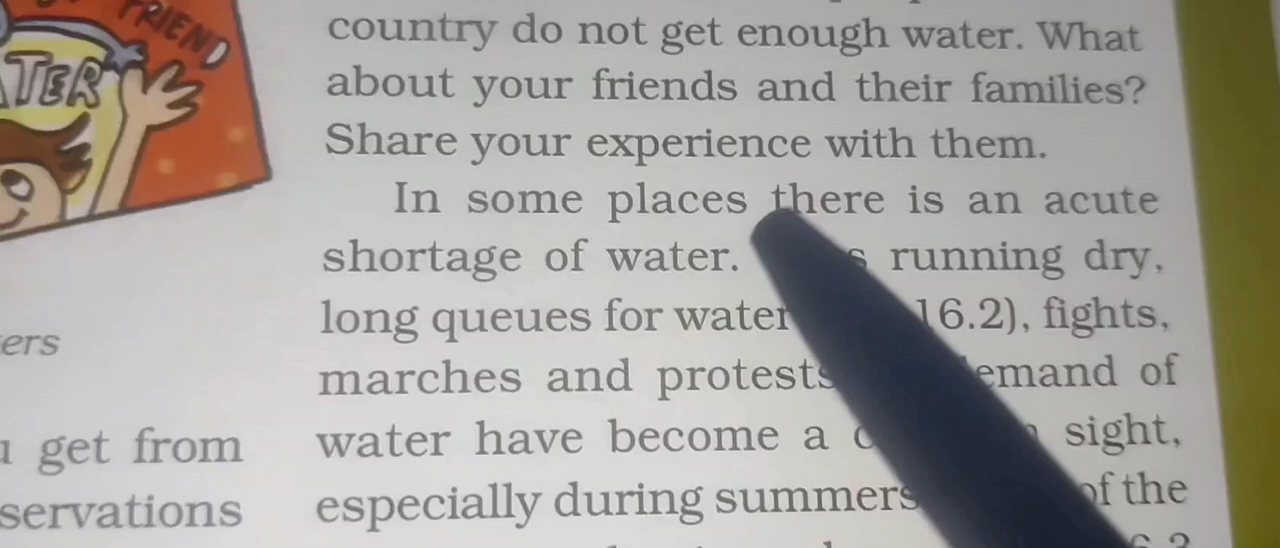 FRIEND
ATER
ers
get from
servations
country do not get enough water. What
about your friends and their families?
Share your experience with them.
In some places there is an acute
shortage of water. running dry,
long queues for water 16.2), fights,
marches and protests demand of
water have become a sight,
especially during summers of the